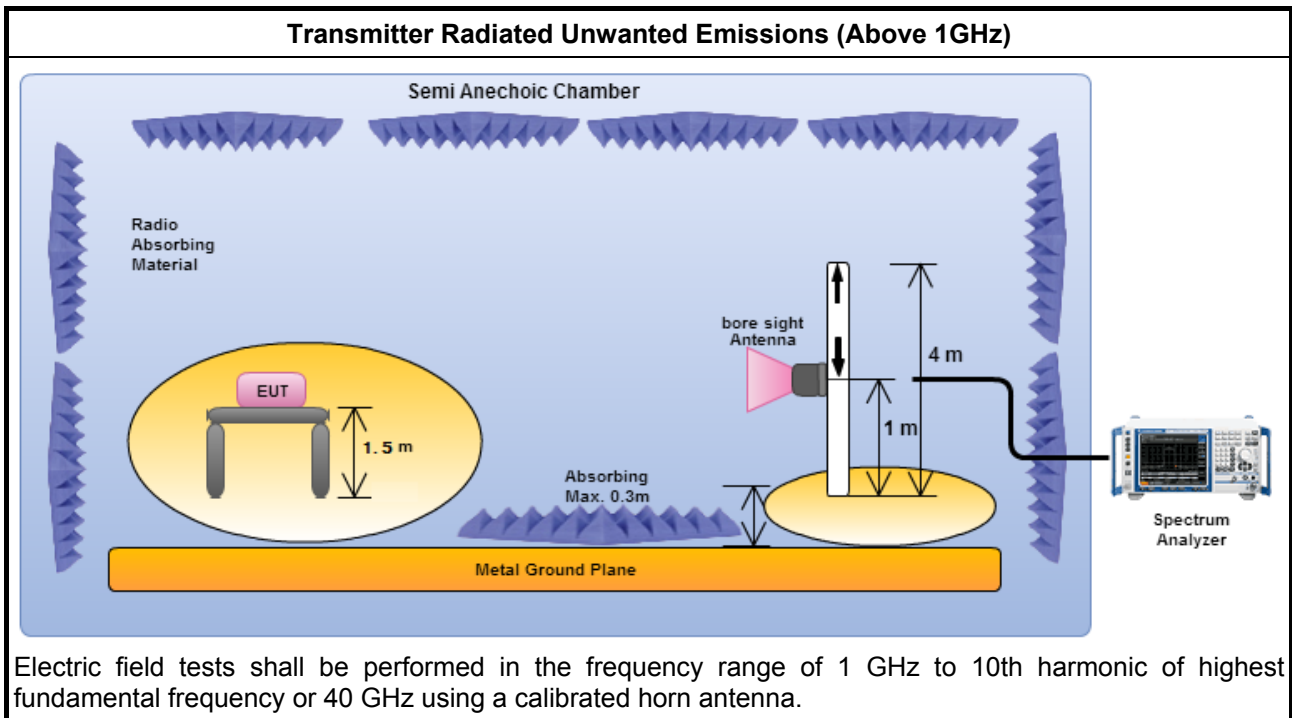 Transmitter Radiated Unwanted Emissions (Above 1GHz)
Semi Anechoic Chamber
Radio
Absorbing
Material
bore sight
Antenna
4 m
EUT
1.5 m
1 m
Absorbing
Max. 0.3m
Spectrum
Analyzer
Metal Ground Plane
Electric field tests shall be performed in the frequency range of 1 GHz to 10th harmonic of highest
fundamental frequency or 40 GHz using a calibrated horn antenna.